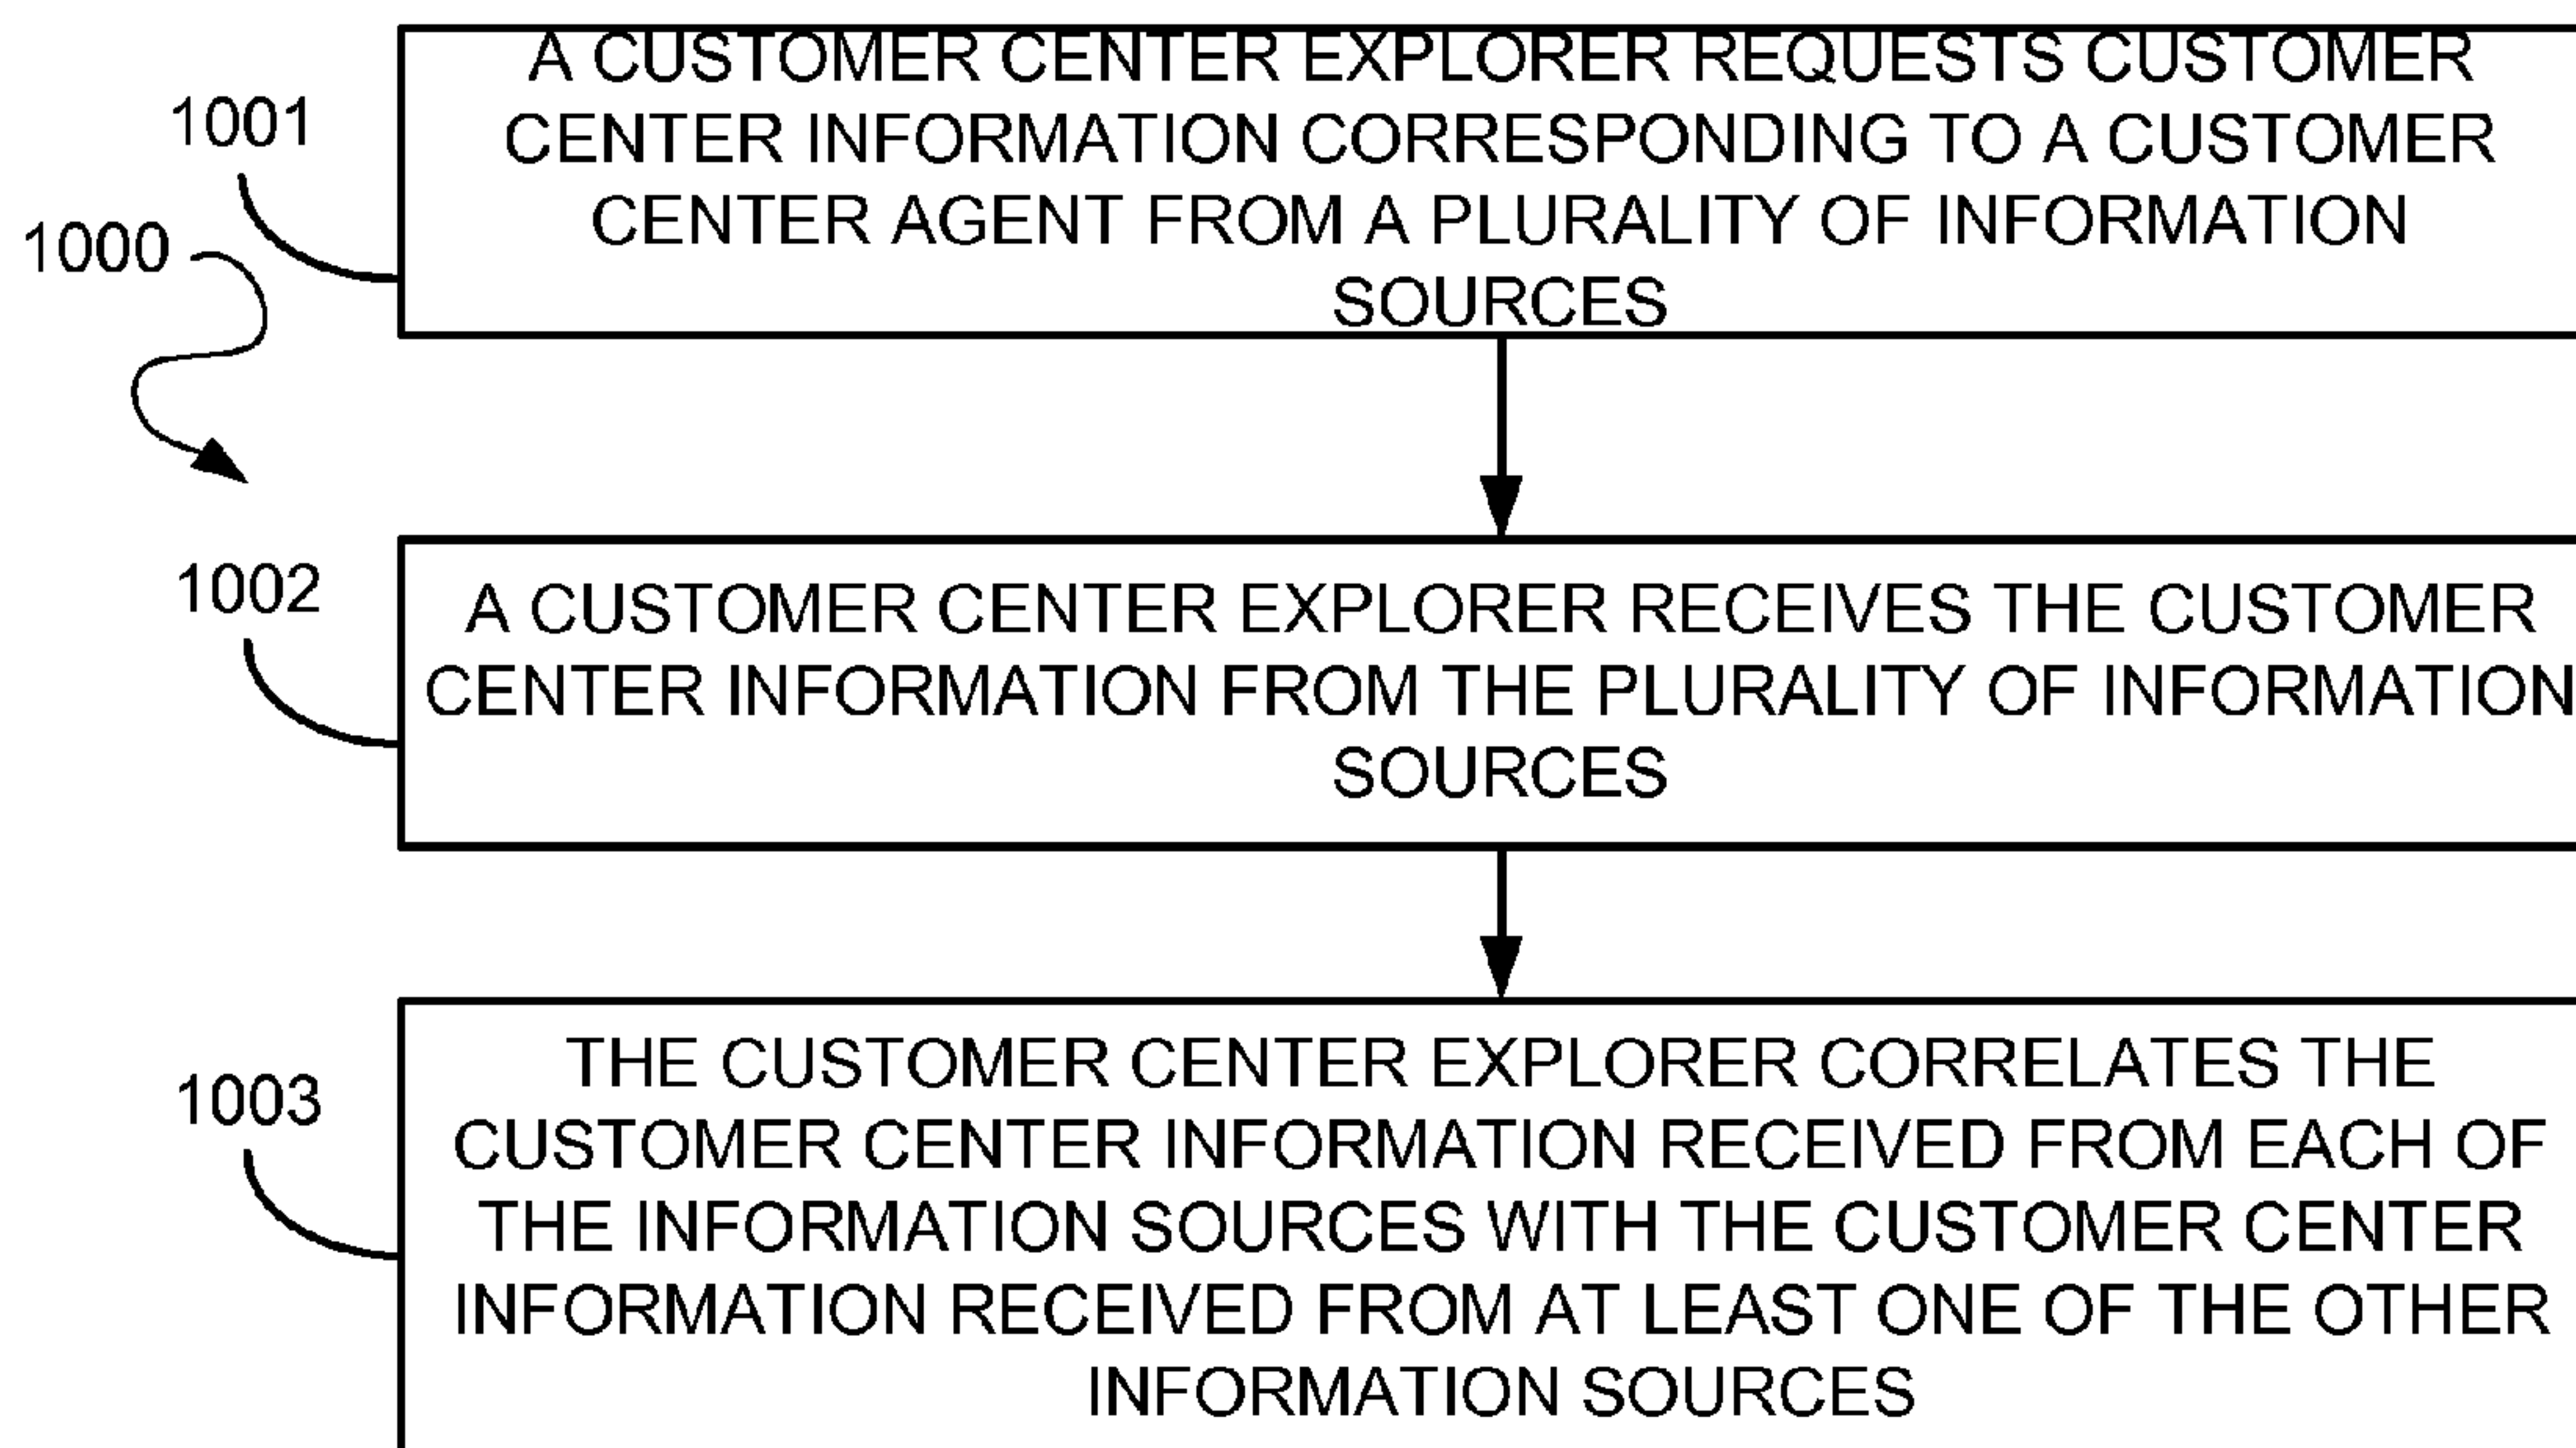 1001
A CUSTOMER CENTER EXPLORER REQUESTS CUSTOMER
CENTER INFORMATION CORRESPONDING TO A CUSTOMER
CENTER AGENT FROM A PLURALITY OF INFORMATION
SOURCES
1000
1002
A CUSTOMER CENTER EXPLORER RECEIVES THE CUSTOMER
CENTER INFORMATION FROM THE PLURALITY OF INFORMATION
SOURCES
1003
THE CUSTOMER CENTER EXPLORER CORRELATES THE
CUSTOMER CENTER INFORMATION RECEIVED FROM EACH OF
THE INFORMATION SOURCES WITH THE CUSTOMER CENTER
INFORMATION RECEIVED FROM AT LEAST ONE OF THE OTHER
INFORMATION SOURCES